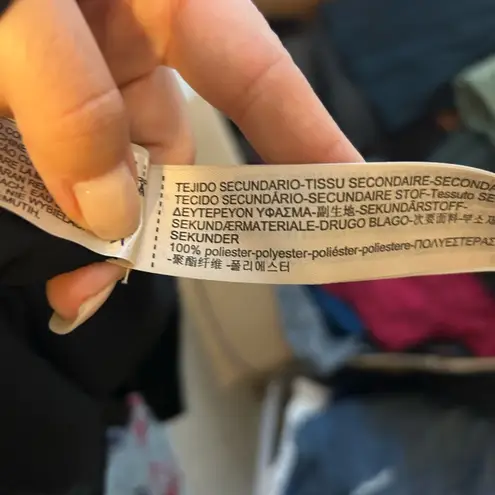 TEJIDO SECUNDARIO-TISSU SECONDAIRE-SECONDA
TECIDO SECUNDÁRIO-SECUNDAIRE STOF-Tessuto SE
ΔΕΥΤΕΡΕΥΟΝ ΥΦΑΣΜΑ-副生地-SEKUNDÄRSTOFF-
SEKUNDÆRMATERIALE-DRUGO BLAGO-次要面料-부소재
SEKUNDER
100% poliester-polyester-poliéster-poliestere-ΠΟΛΥΕΣΤΕΡΑΣ
-聚酯纤维 -폴리에스터